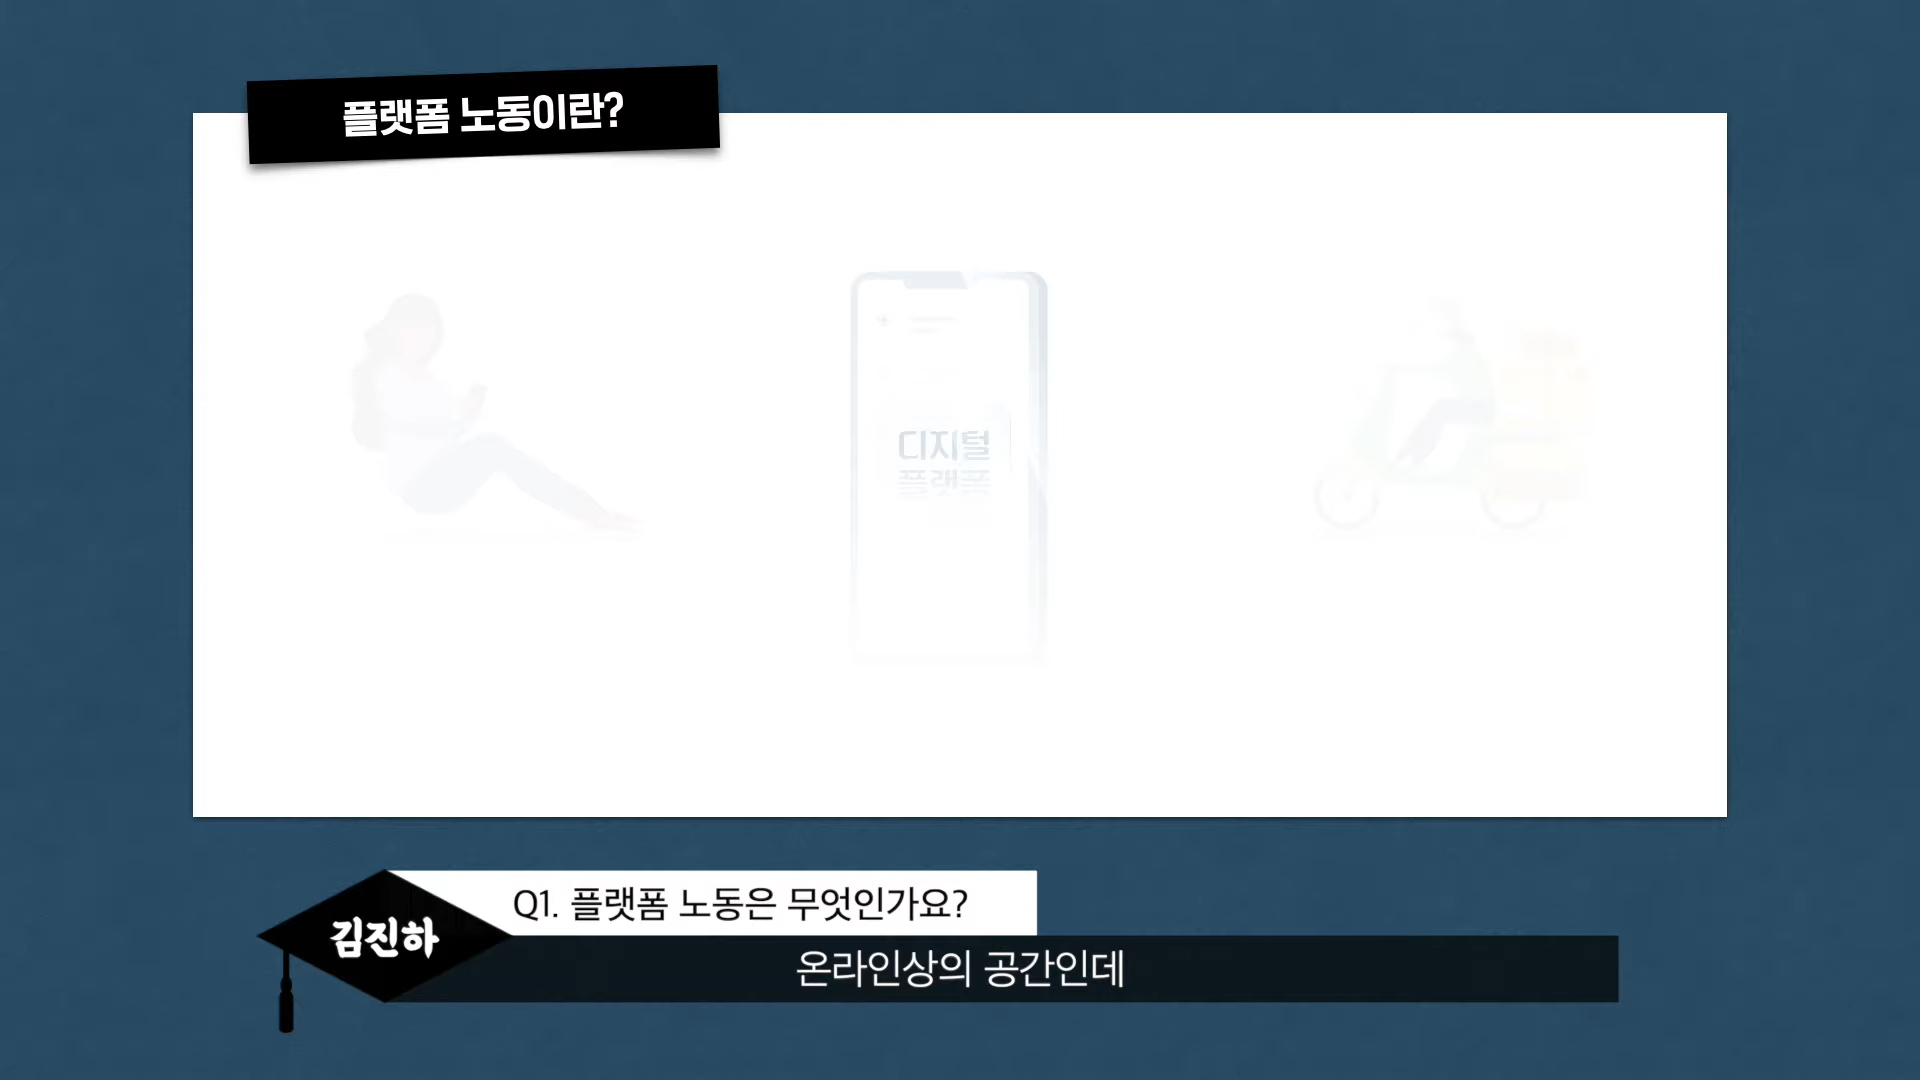 플랫폼 노동이란?
디지털
플랫폼
Q1. 플랫폼 노동은 무엇인가요?
김진하
온라인상의 공간인데